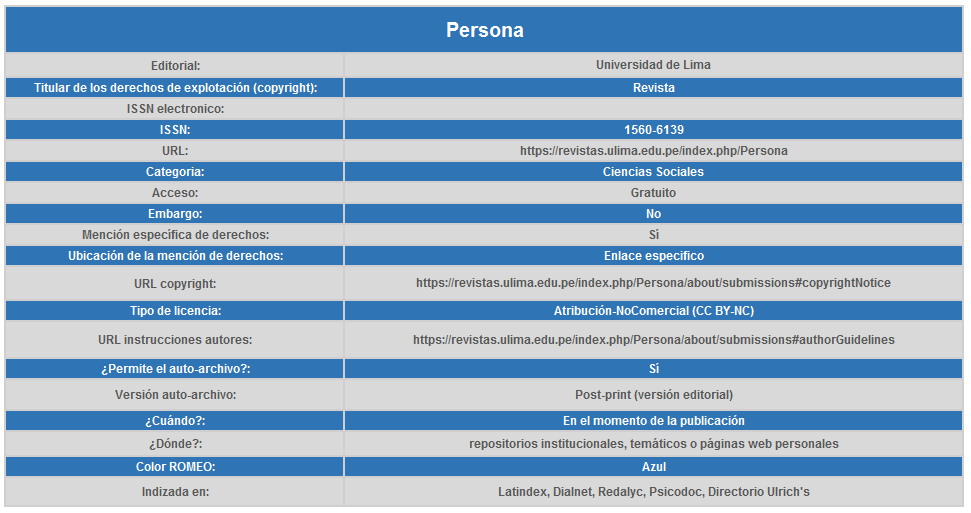 Persona
Editorial: Universidad de Lima
Titular de los derechos de explotación (copyright): Revista
ISSN electronico:
ISSN: 1560-6139
URL: https://revistas.ulima.edu.pe/index.php/Persona
Categoria: Ciencias Sociales
Acceso: Gratuito
Embargo: No
Mención específica de derechos: Sí
Ubicación de la mención de derechos: Enlace especifico
URL copyright: https://revistas.ulima.edu.pe/index.php/Persona/about/submissions#copyrightNotice
Tipo de licencia: Atribución-NoComercial (CC BY-NC)
URL instrucciones autores: https://revistas.ulima.edu.pe/index.php/Persona/about/submissions#authorGuidelines
¿Permite el auto-archivo?: Sí
Versión auto-archivo: Post-print (versión editorial)
¿Cuándo?: En el momento de la publicación
¿Dónde?: repositorios institucionales, temáticos o páginas web personales
Color ROMEO: Azul
Indizada en: Latindex, Dialnet, Redalyc, Psicodoc, Directorio Ulrich's